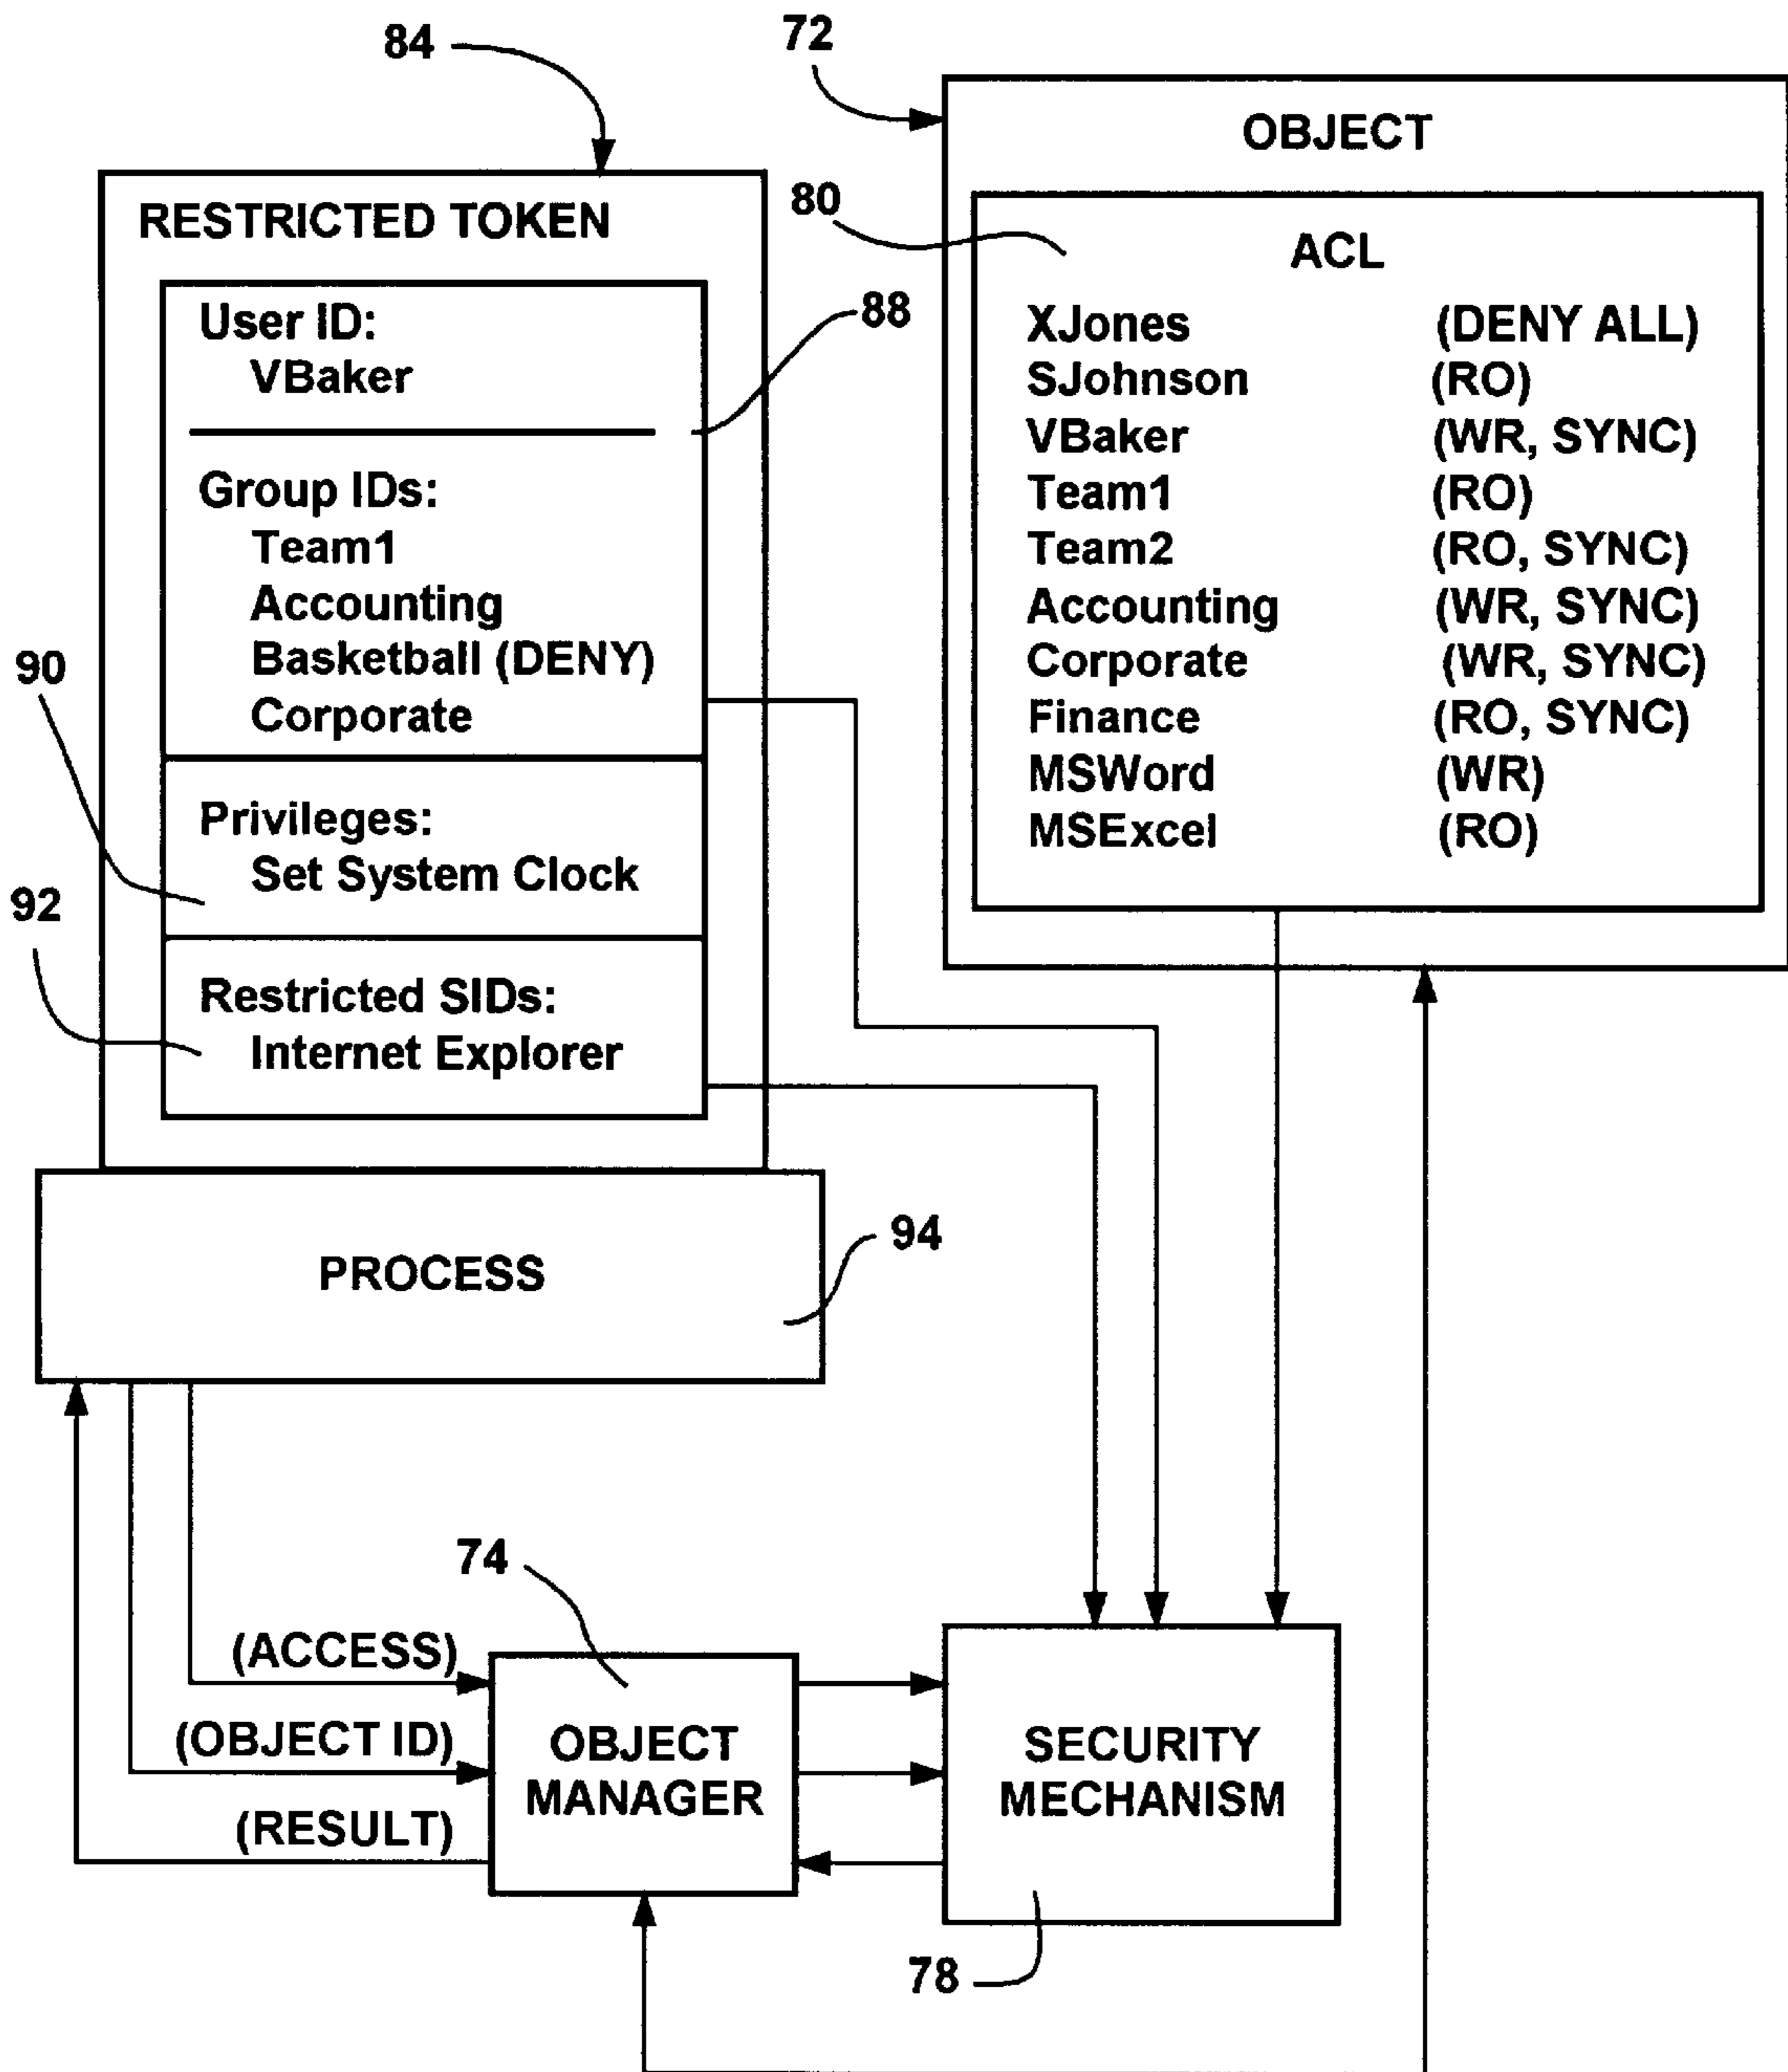 84
72
RESTRICTED TOKEN
User ID:
VBaker
88
Group IDs:
Team1
Accounting
Basketball (DENY)
Corporate
90
Privileges:
Set System Clock
92
Restricted SIDs:
Internet Explorer
OBJECT
80
ACL
XJones (DENY ALL)
SJohnson (RO)
VBaker (WR, SYNC)
Team1 (RO)
Team2 (RO, SYNC)
Accounting (WR, SYNC)
Corporate (WR, SYNC)
Finance (RO, SYNC)
MSWord (WR)
MSExcel (RO)
PROCESS
94
74
(ACCESS)
(OBJECT ID)
(RESULT)
OBJECT
MANAGER
SECURITY
MECHANISM
78